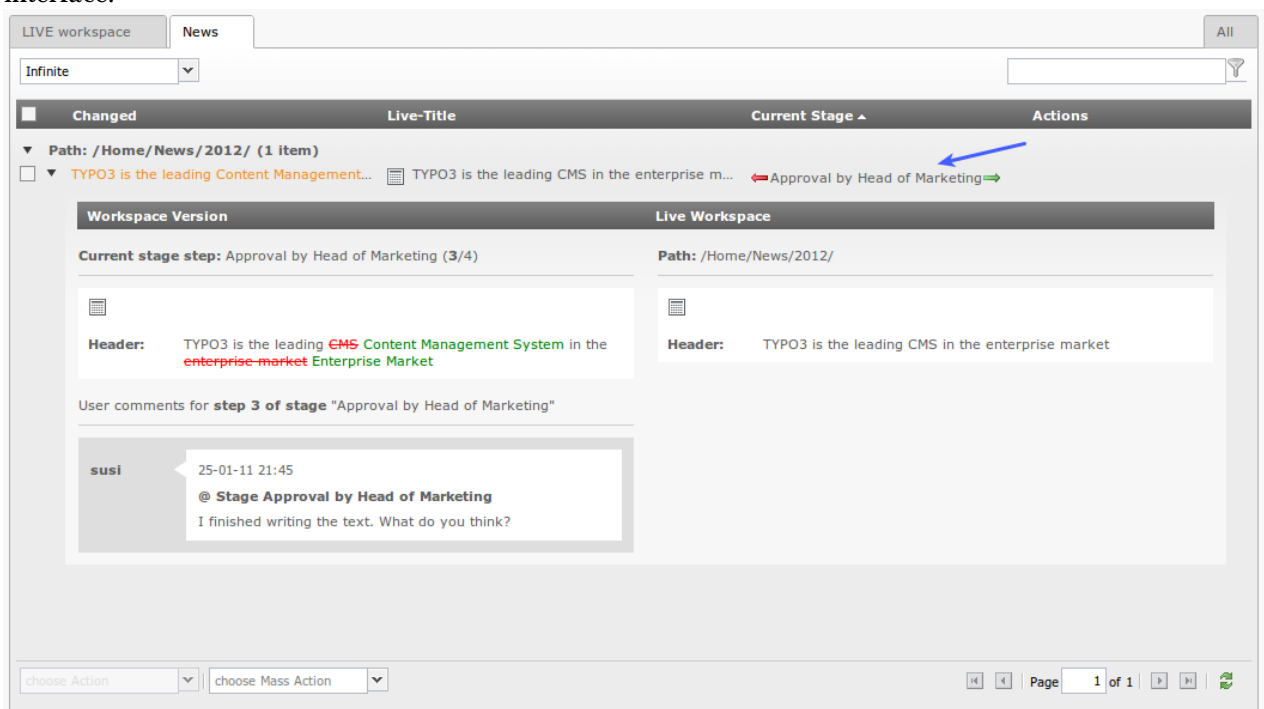 interface.
LIVE workspace News All
Infinite
Changed Live-Title Current Stage Actions
Path: /Home/News/2012/ (1 item)
TYPO3 is the leading Content Management... TYPO3 is the leading CMS in the enterprise m... Approval by Head of Marketing
Workspace Version Live Workspace
Current stage step: Approval by Head of Marketing (3/4) Path: /Home/News/2012/
Header: TYPO3 is the leading CMS Content Management System in the Header: TYPO3 is the leading CMS in the enterprise market
enterprise market Enterprise Market
User comments for step 3 of stage "Approval by Head of Marketing"
susi 25-01-11 21:45
@ Stage Approval by Head of Marketing
I finished writing the text. What do you think?
choose Action choose Mass Action Page 1 of 1